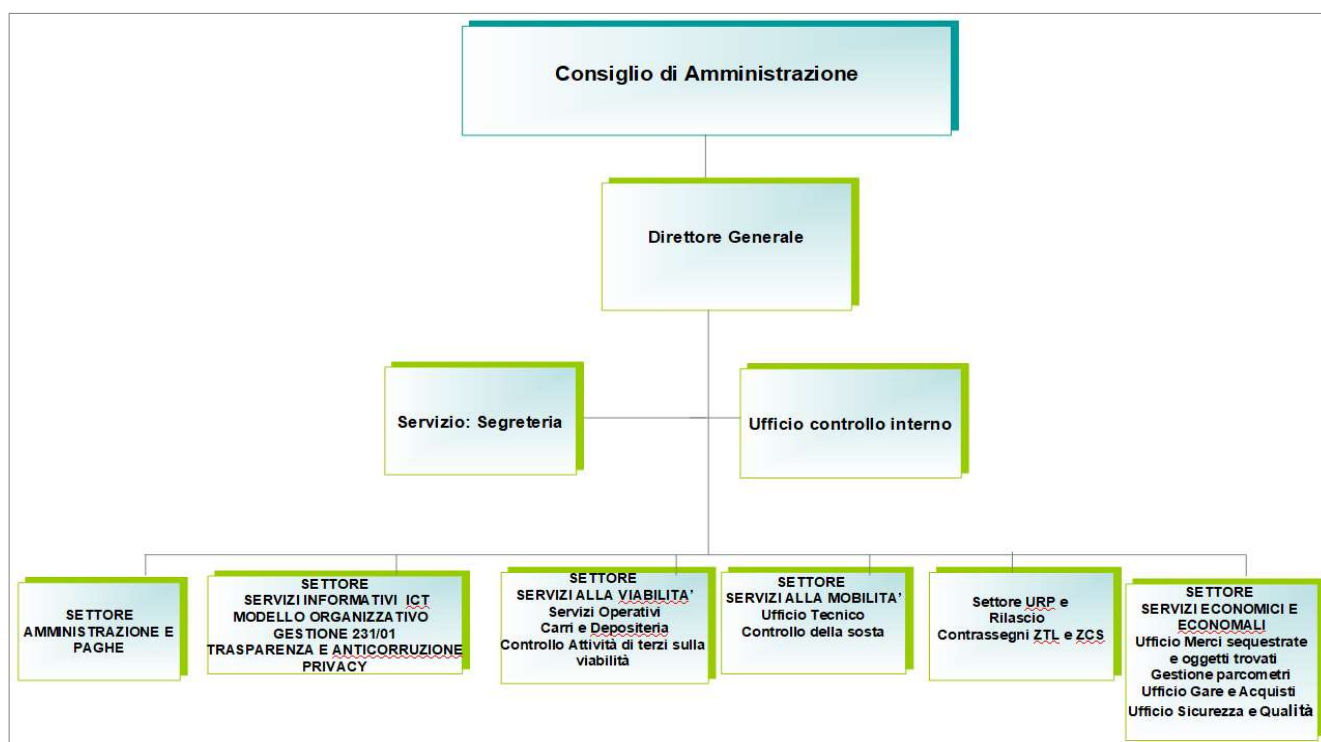 Consiglio di Amministrazione
Direttore Generale
Servizio: Segreteria
Ufficio controllo interno
SETTORE
AMMINISTRAZIONE E
PAGHE
SETTORE
SERVIZI INFORMATIVI ICT
MODELLO ORGANIZZATIVO
GESTIONE 231/01
TRASPARENZA E ANTICORRUZIONE
PRIVACY
SETTORE
SERVIZI ALLA VIABILITA'
Servizi Operativi
Carri e Depositeria
Controllo Attività di terzi sulla
viabilità
SETTORE
SERVIZI ALLA MOBILITA'
Ufficio Tecnico
Controllo della sosta
Settore URP e
Rilascio
Contrassegni ZTL e ZCS
SETTORE
SERVIZI ECONOMICI E
ECONOMALI
Ufficio Merci sequestrate
e oggetti trovati
Gestione parcometri
Ufficio Gare e Acquisti
Ufficio Sicurezza e Qualità